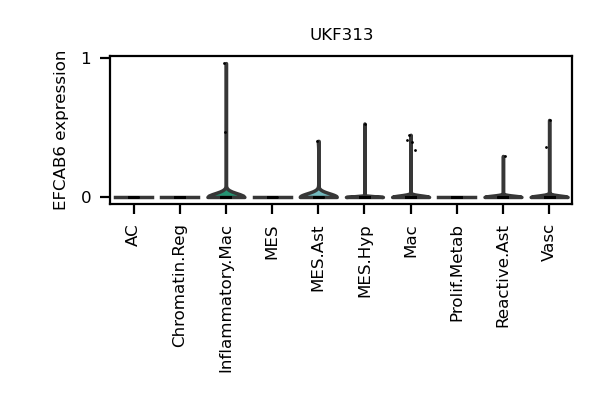 UKF313
EFCAB6 expression
1
0
AC
Chromatin.Reg
Inflammatory.Mac
MES
MES.Ast
MES.Hyp
Mac
Prolif.Metab
Reactive.Ast
Vasc